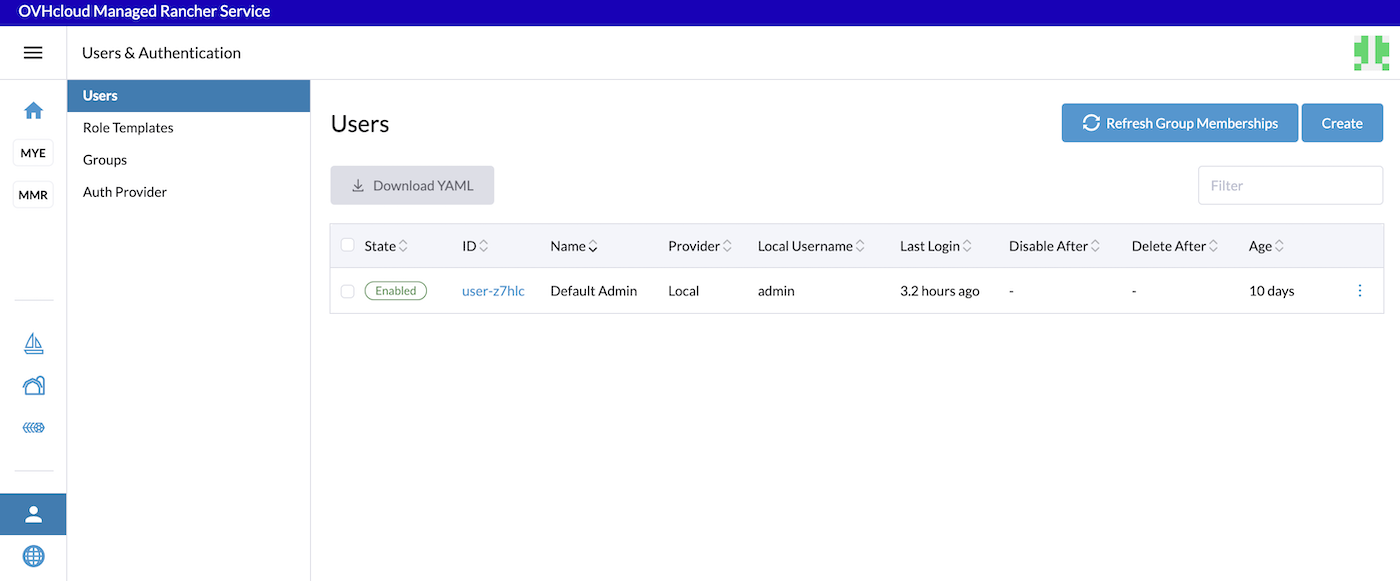 OVHcloud Managed Rancher Service
Users & Authentication
MYE
MMR
Users
Role Templates
Groups
Auth Provider
Users
Refresh Group Memberships
Create
Download YAML
Filter
State ID Name Provider Local Username Last Login Disable After Delete After Age
Enabled user-z7hlc Default Admin Local admin 3.2 hours ago - - 10 days